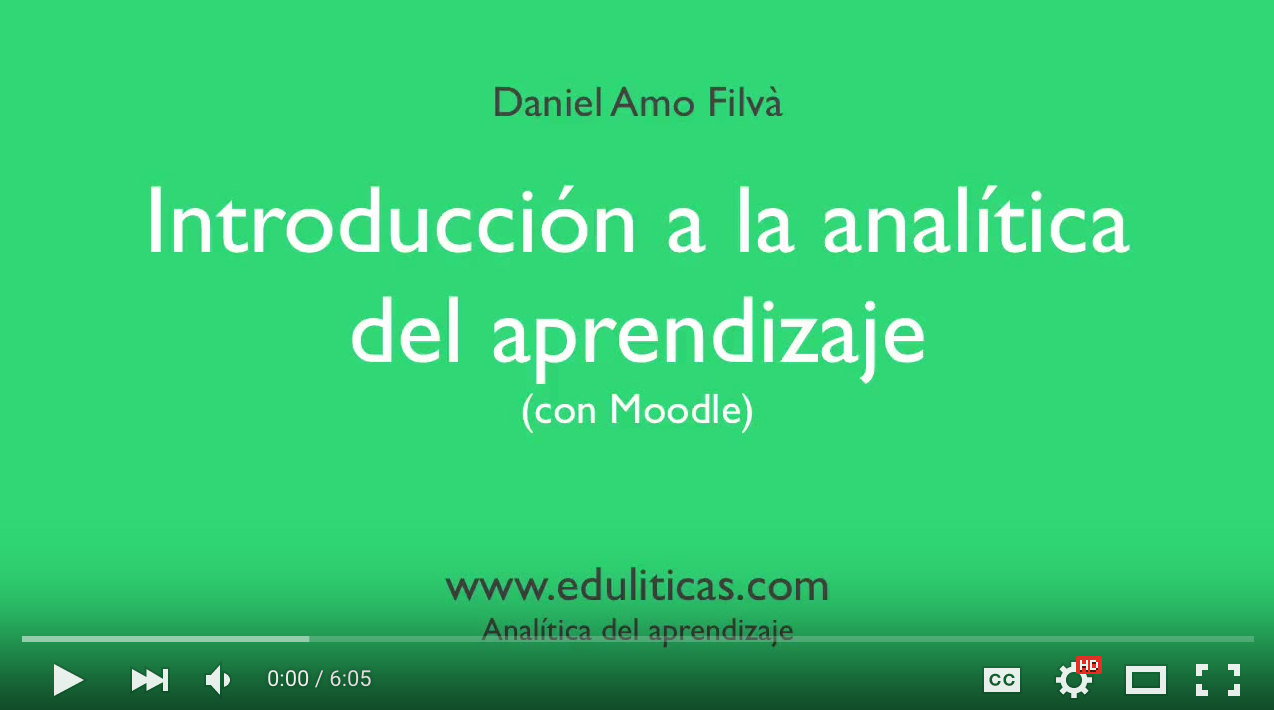 Daniel Amo Filvà
Introducción a la analítica
del aprendizaje
(con Moodle)
www.eduliticas.com
Analítica del aprendizaje
0:00 / 6:05
CC
HD